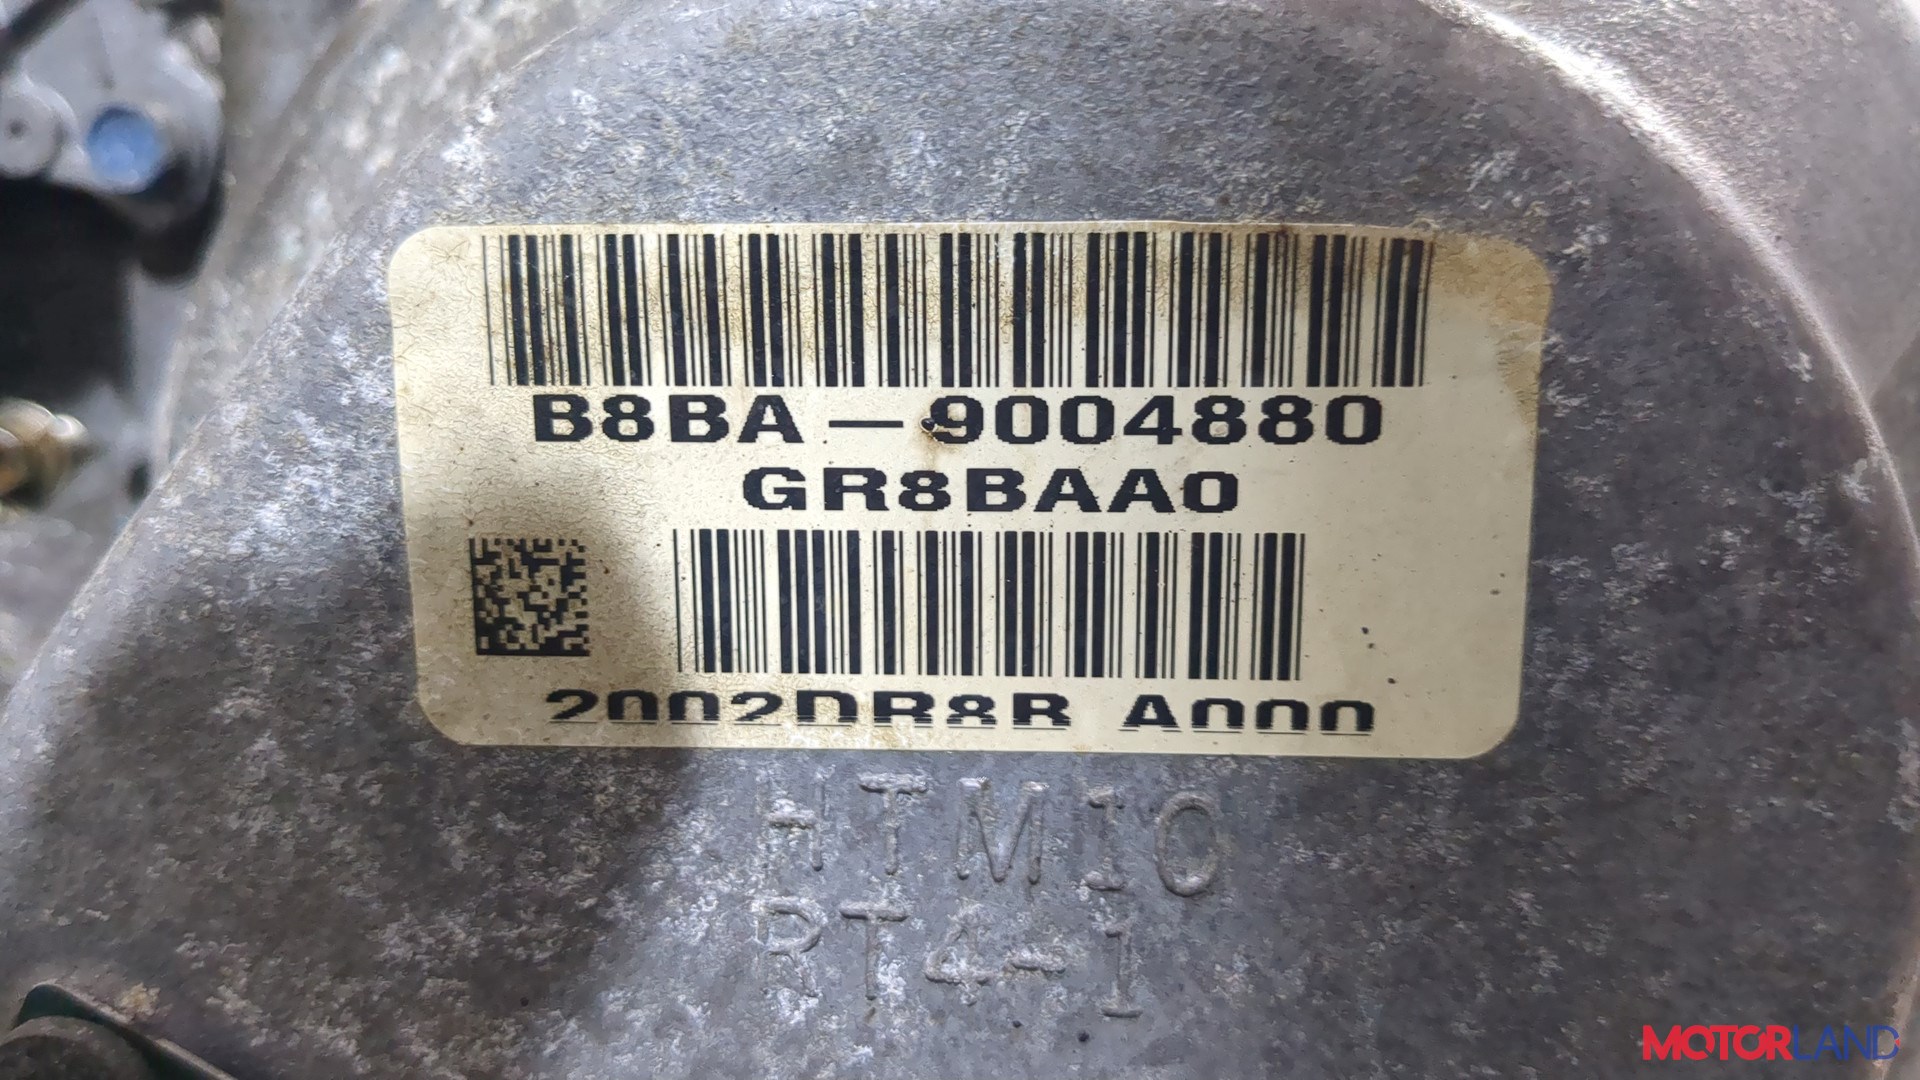 B8BA-9004880
GR8BAA0
2002DR8R A000
HTM10
RT4-1
MOTORLAND